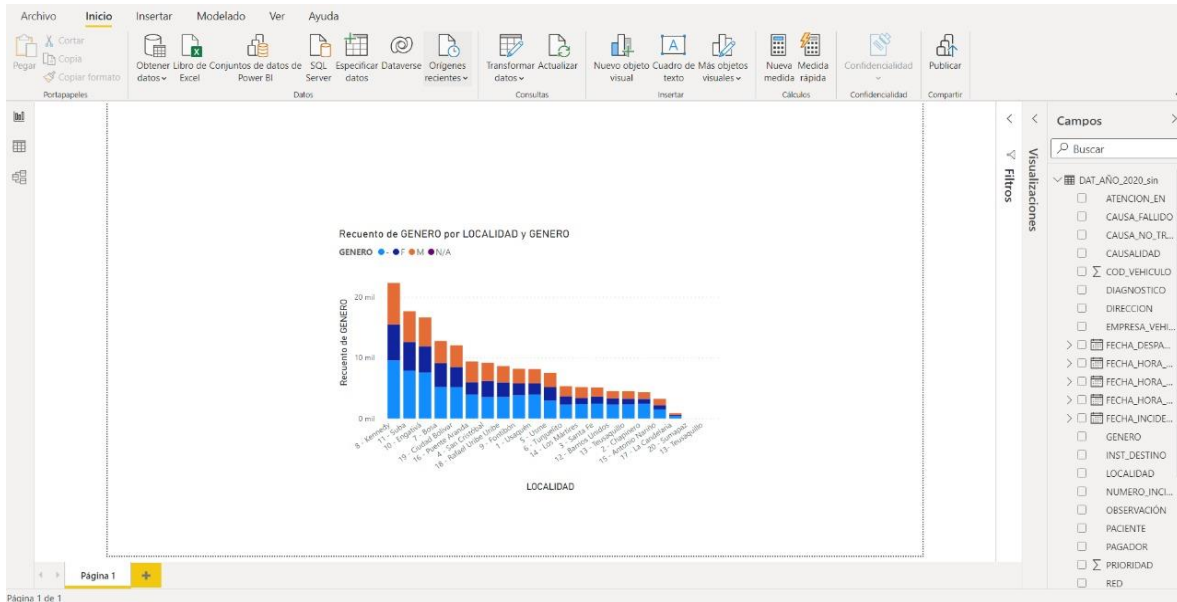 Archivo Inicio Insertar Modelado Ver Ayuda
Pegar
Cortar
Copia
Copiar formato
Portapapeles
Obtener datos
Libro de Excel
Conjuntos de datos de Power BI
SQL Server
Especificar datos
Dataverse
Orígenes recientes
Datos
Transformar datos
Actualizar
Consultas
Nuevo objeto visual
Cuadro de texto
Más objetos visuales
Insertar
Nueva medida
Medida rápida
Cálculos
Confidencialidad
Confidencialidad
Publicar
Compartir
Recuento de GENERO por LOCALIDAD y GENERO
GENERO - F M N/A
Recuento de GENERO
20 mil
10 mil
0 mil
8 - Kennedy
11 - Suba
10 - Engativá
7 - Bosa
19 - Ciudad Bolívar
16 - Puente Aranda
4 - San Cristóbal
18 - Rafael Uribe Uribe
9 - Fontibón
1 - Usaquén
5 - Usme
6 - Tunjuelito
14 - Los Mártires
3 - Santa Fe
12 - Barrios Unidos
13 - Teusaquillo
2 - Chapinero
15 - Antonio Nariño
17 - La Candelaria
20 - Sumapaz
13- Teusaquillo
LOCALIDAD
Filtros
Visualizaciones
Campos
Buscar
DAT_AÑO_2020_sin
ATENCION_EN
CAUSA_FALLIDO
CAUSA_NO_TR...
CAUSALIDAD
∑ COD_VEHICULO
DIAGNOSTICO
DIRECCION
EMPRESA_VEHI...
FECHA_DESPA...
FECHA_HORA_...
FECHA_HORA_...
FECHA_HORA_...
FECHA_INCIDE...
GENERO
INST_DESTINO
LOCALIDAD
NUMERO_INCI...
OBSERVACIÓN
PACIENTE
PAGADOR
∑ PRIORIDAD
RED
Página 1
Página 1 de 1